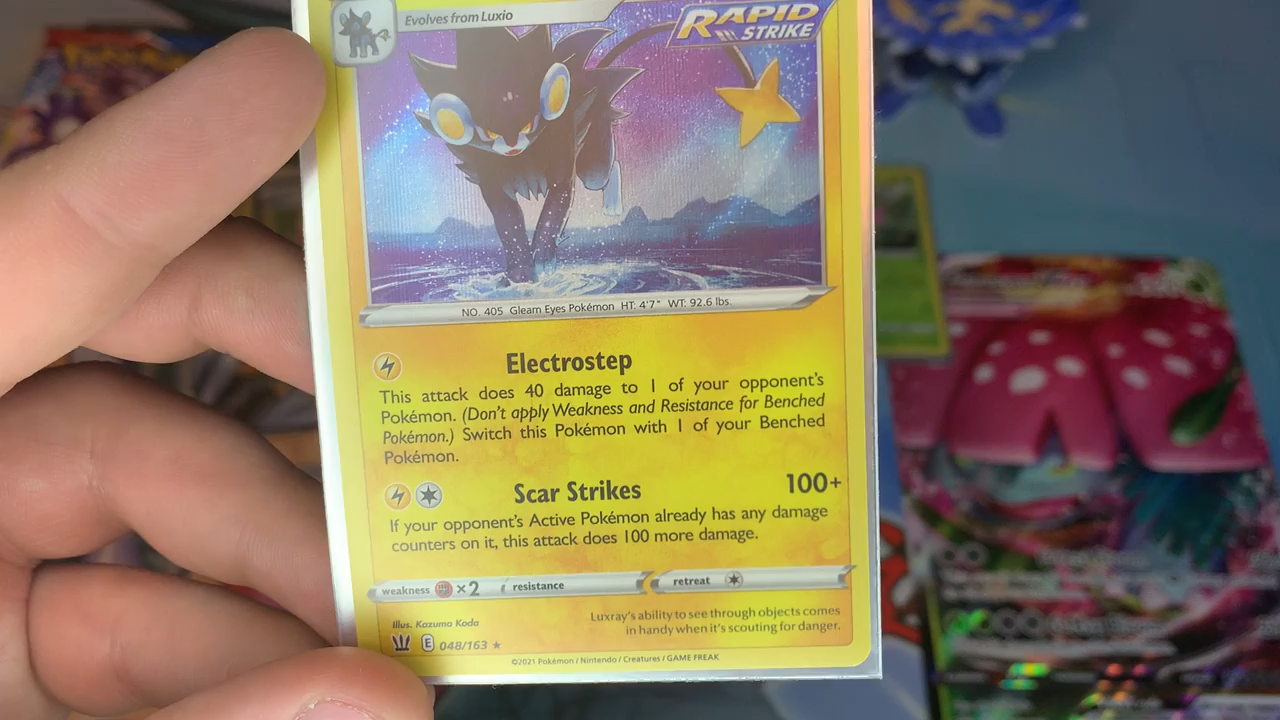 Evolves from Luxio
RAPID
STRIKE
NO. 405 Gleam Eyes Pokémon HT: 4'7" WT: 92.6 lbs.
Electrostep
This attack does 40 damage to 1 of your opponent's
Pokémon. (Don't apply Weakness and Resistance for Benched
Pokémon.) Switch this Pokémon with 1 of your Benched
Pokémon.
Scar Strikes 100+
If your opponent's Active Pokémon already has any damage
counters on it, this attack does 100 more damage.
weakness ×2 resistance retreat
Luxray's ability to see through objects comes
in handy when it's scouting for danger.
Illus. Kazuma Koda
E 048/163 ★
©2021 Pokémon / Nintendo / Creatures / GAME FREAK